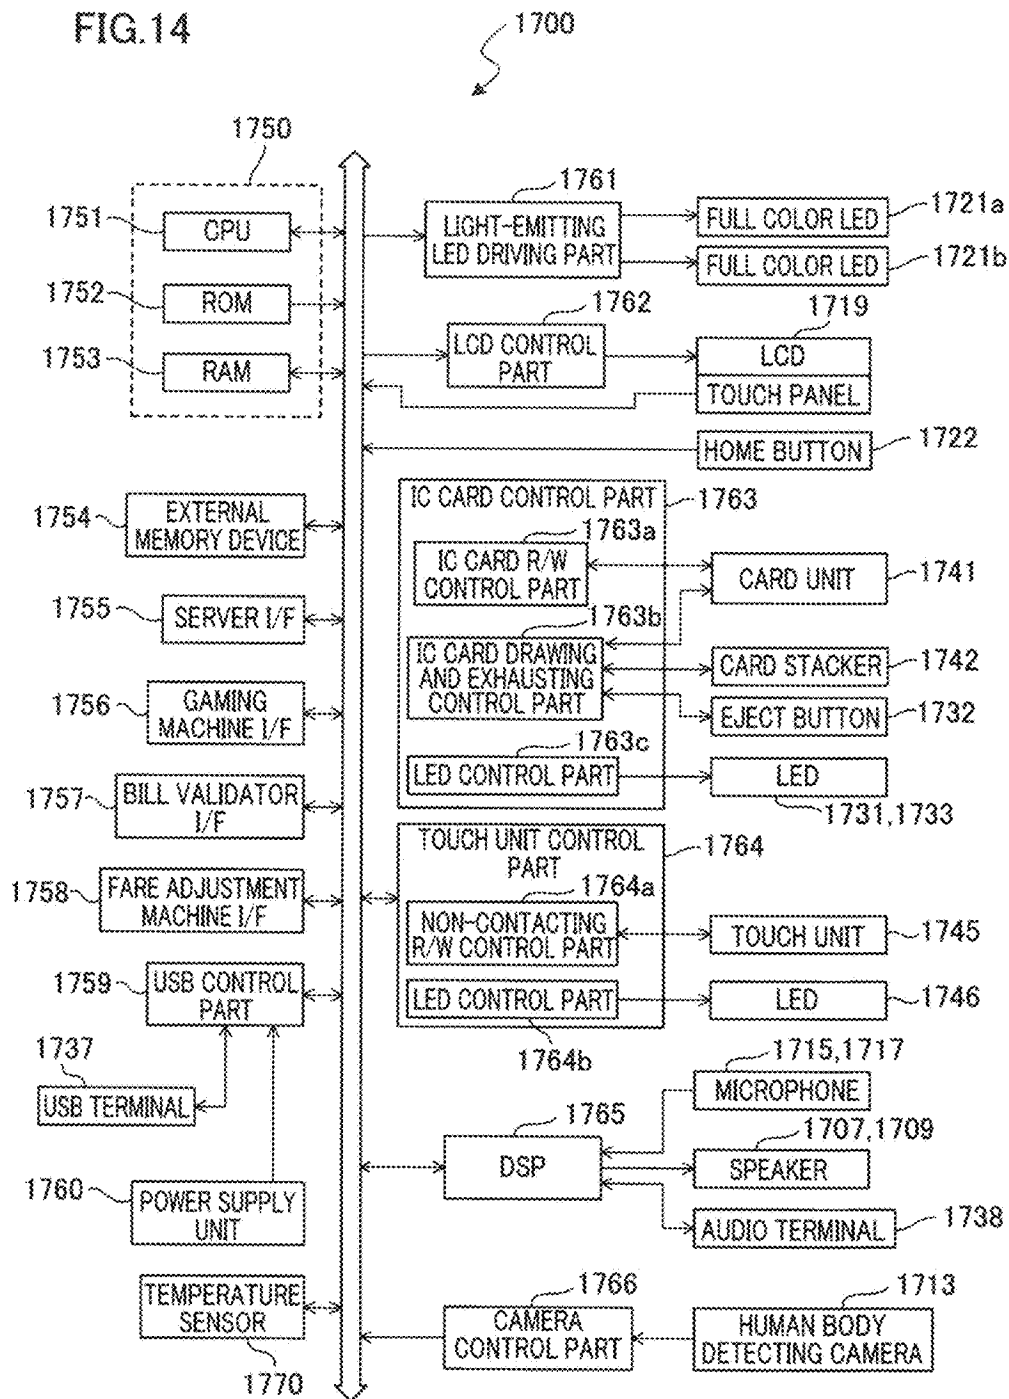 FIG.14
1700
1750
1751
CPU
1752
ROM
1753
RAM
1761
LIGHT-EMITTING
LED DRIVING PART
FULL COLOR LED
1721a
FULL COLOR LED
1721b
1762
LCD CONTROL
PART
1719
LCD
TOUCH PANEL
HOME BUTTON
1722
1754
EXTERNAL
MEMORY DEVICE
1755
SERVER I/F
1756
GAMING
MACHINE I/F
1757
BILL VALIDATOR
I/F
1758
FARE ADJUSTMENT
MACHINE I/F
1759
USB CONTROL
PART
1737
USB TERMINAL
1760
POWER SUPPLY
UNIT
TEMPERATURE
SENSOR
1770
IC CARD CONTROL PART
1763
1763a
IC CARD R/W
CONTROL PART
CARD UNIT
1741
1763b
IC CARD DRAWING
AND EXHAUSTING
CONTROL PART
CARD STACKER
1742
EJECT BUTTON
1732
1763c
LED CONTROL PART
LED
1731,1733
TOUCH UNIT CONTROL
PART
1764
1764a
NON-CONTACTING
R/W CONTROL PART
TOUCH UNIT
1745
LED CONTROL PART
LED
1746
1764b
1715,1717
MICROPHONE
1765
DSP
1707,1709
SPEAKER
AUDIO TERMINAL
1738
1766
CAMERA
CONTROL PART
1713
HUMAN BODY
DETECTING CAMERA